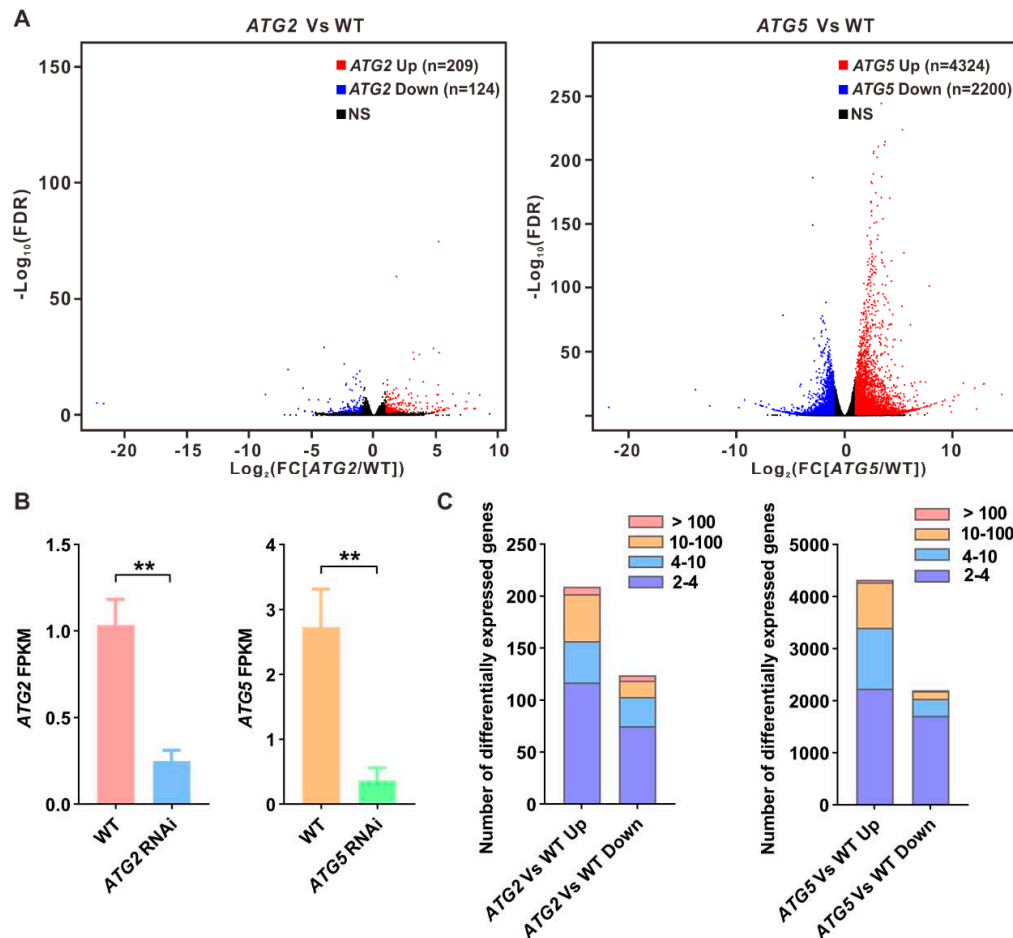 A
ATG2 Vs WT
ATG2 Up (n=209)
ATG2 Down (n=124)
NS
150
100
50
0
-Log₁₀(FDR)
-20
-15
-10
-5
0
5
10
Log₂(FC[ATG2/WT])
ATG5 Vs WT
ATG5 Up (n=4324)
ATG5 Down (n=2200)
NS
250
200
150
100
50
-Log₁₀(FDR)
-20
-10
0
10
Log₂(FC[ATG5/WT])
B
1.5
1.0
0.5
0.0
ATG2 FPKM
**
WT
ATG2 RNAi
5
4
3
2
1
0
ATG5 FPKM
**
WT
ATG5 RNAi
C
> 100
10-100
4-10
2-4
250
200
150
100
50
0
Number of differentially expressed genes
ATG2 Vs WT Up
ATG2 Vs WT Down
> 100
10-100
4-10
2-4
5000
4000
3000
2000
1000
0
Number of differentially expressed genes
ATG5 Vs WT Up
ATG5 Vs WT Down